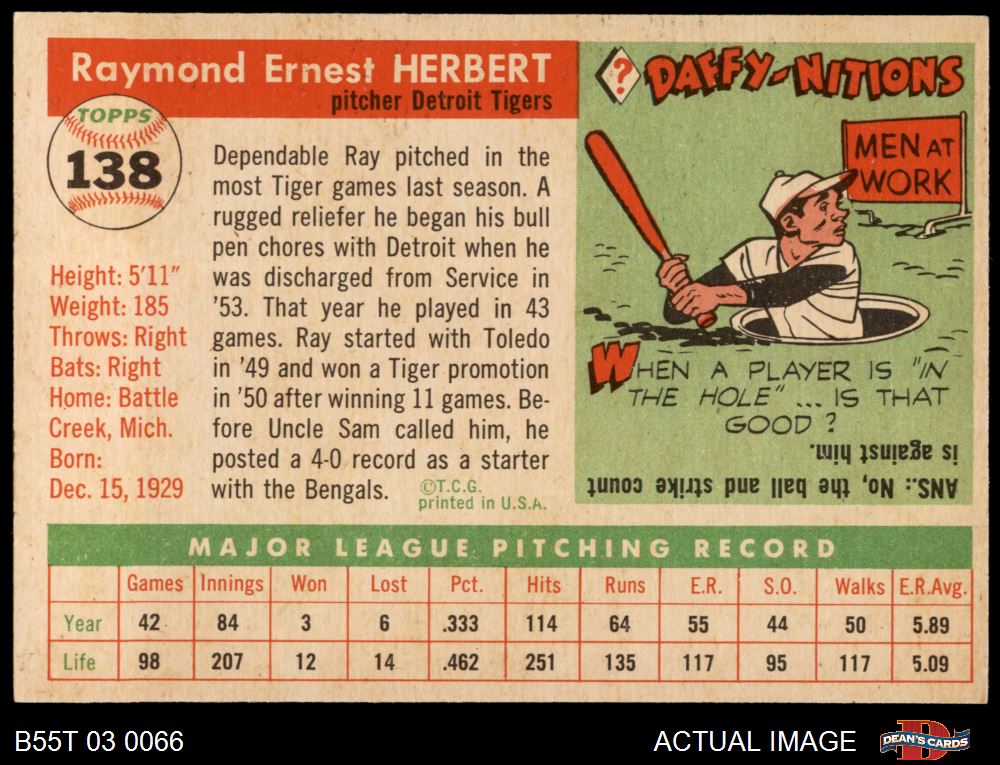 Raymond Ernest HERBERT
pitcher Detroit Tigers
TOPPS
138
Height: 5'11"
Weight: 185
Throws: Right
Bats: Right
Home: Battle
Creek, Mich.
Born:
Dec. 15, 1929
Dependable Ray pitched in the
most Tiger games last season. A
rugged reliefer he began his bull
pen chores with Detroit when he
was discharged from Service in
'53. That year he played in 43
games. Ray started with Toledo
in '49 and won a Tiger promotion
in '50 after winning 11 games. Be-
fore Uncle Sam called him, he
posted a 4-0 record as a starter
with the Bengals.
©T.C.G.
printed in U.S.A.
? DAFFY-NITIONS
MEN AT
WORK
WHEN A PLAYER IS "IN
THE HOLE" ... IS THAT
GOOD?
ANS.: No, the ball and strike count
is against him.
MAJOR LEAGUE PITCHING RECORD
Games Innings Won Lost Pct. Hits Runs E.R. S.O. Walks E.R.Avg.
Year 42 84 3 6 .333 114 64 55 44 50 5.89
Life 98 207 12 14 .462 251 135 117 95 117 5.09
B55T 03 0066
ACTUAL IMAGE
D
DEAN'S CARDS